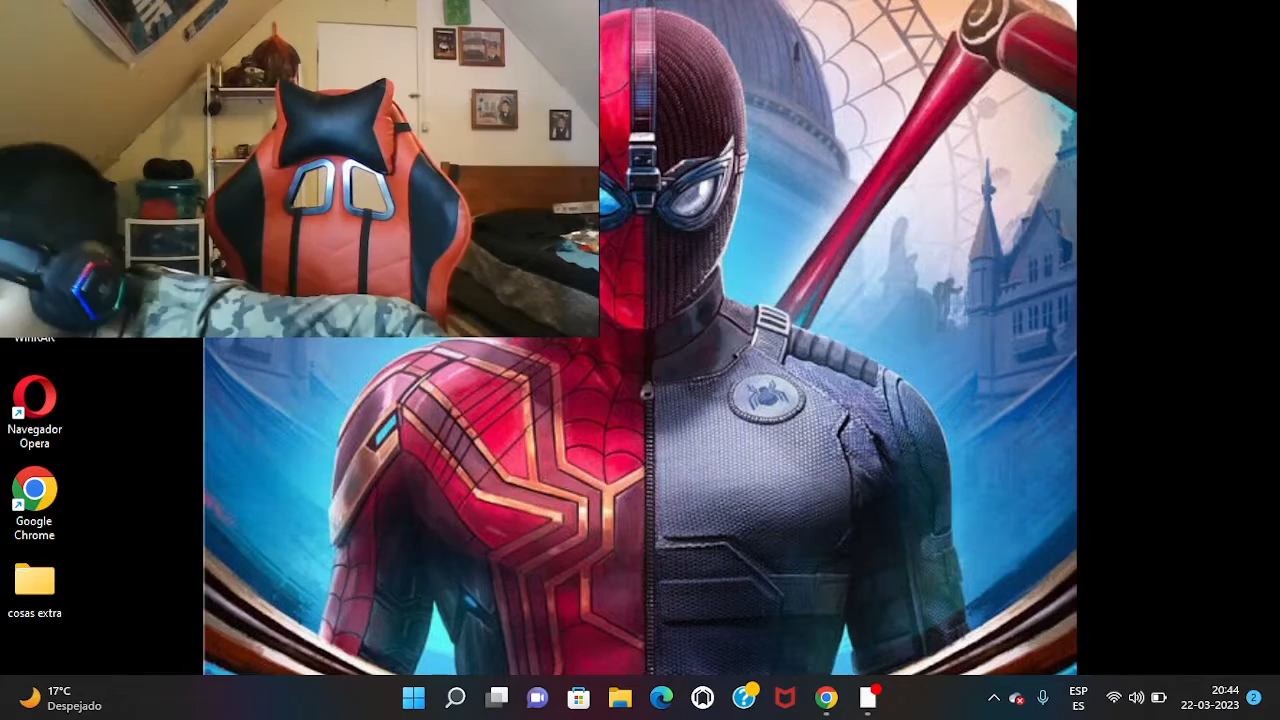 WinRAR
Navegador
Opera
Google
Chrome
cosas extra
17°C
Despejado
ESP
ES
20:44
22-03-2023
2